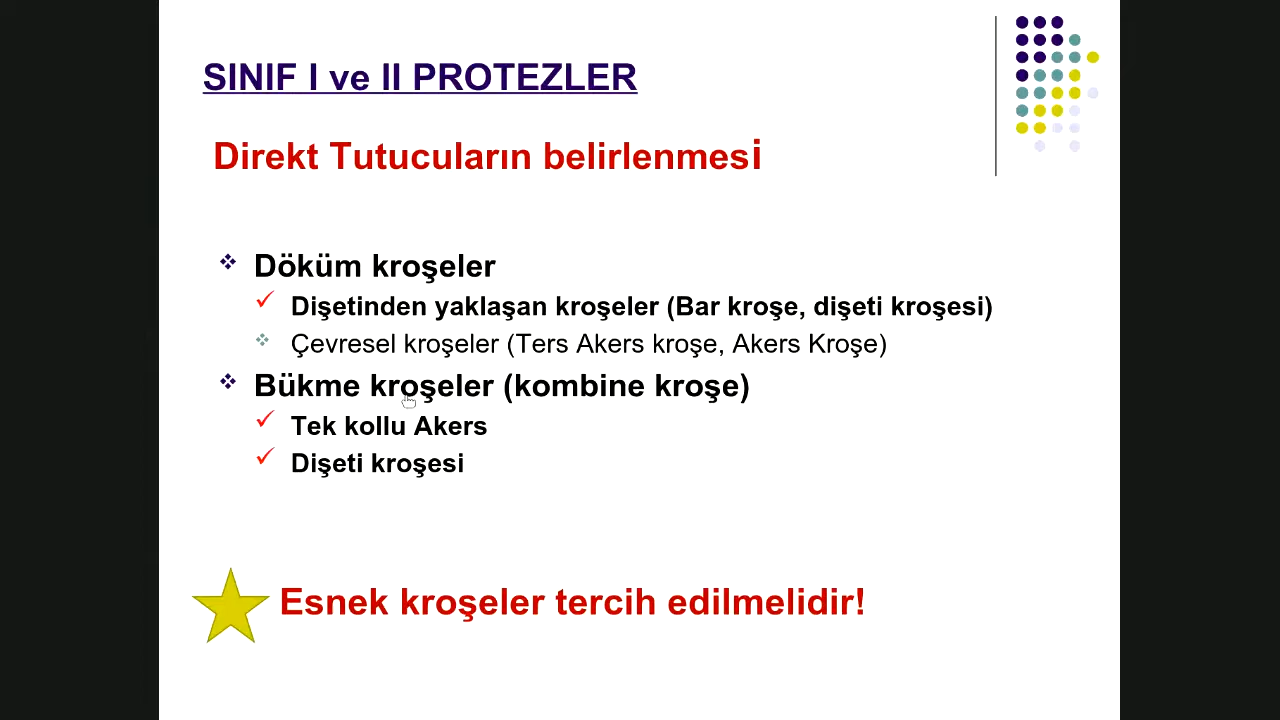 SINIF I ve II PROTEZLER
Direkt Tutucuların belirlenmesi
Döküm kroşeler
Dişetinden yaklaşan kroşeler (Bar kroşe, dişeti kroşesi)
Çevresel kroşeler (Ters Akers kroşe, Akers Kroşe)
Bükme kroşeler (kombine kroşe)
Tek kollu Akers
Dişeti kroşesi
Esnek kroşeler tercih edilmelidir!